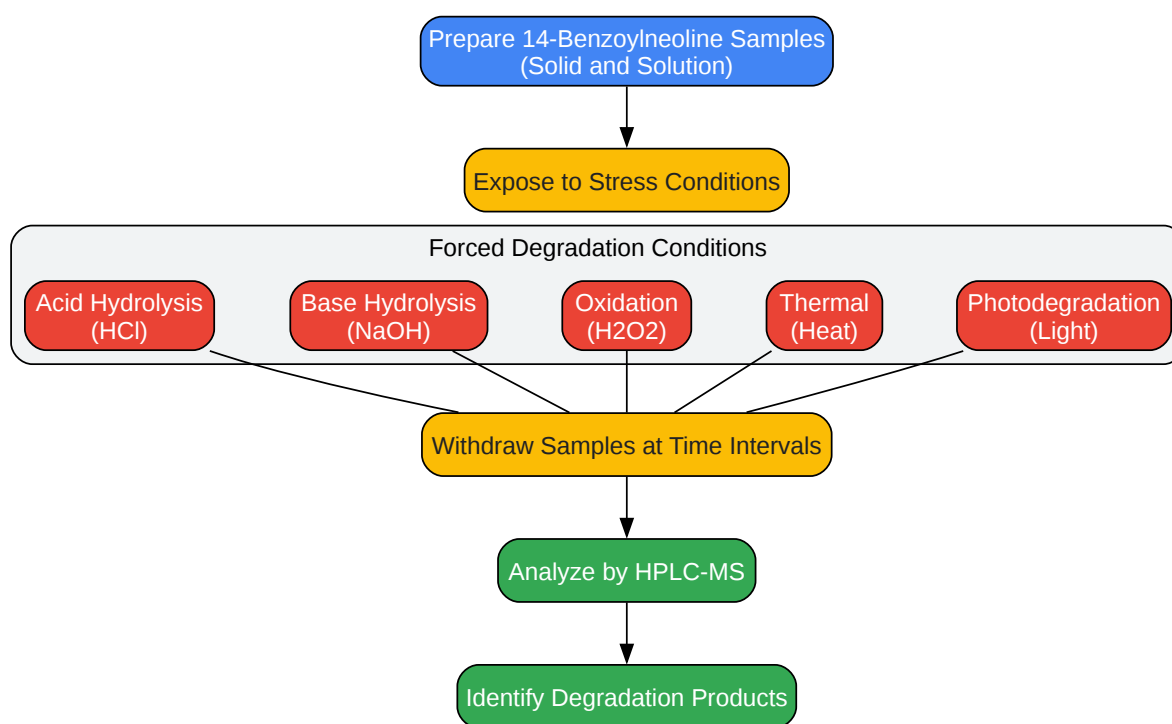 Prepare 14-Benzoylneoline Samples
(Solid and Solution)
Expose to Stress Conditions
Forced Degradation Conditions
Acid Hydrolysis
(HCl)
Base Hydrolysis
(NaOH)
Oxidation
(H2O2)
Thermal
(Heat)
Photodegradation
(Light)
Withdraw Samples at Time Intervals
Analyze by HPLC-MS
Identify Degradation Products